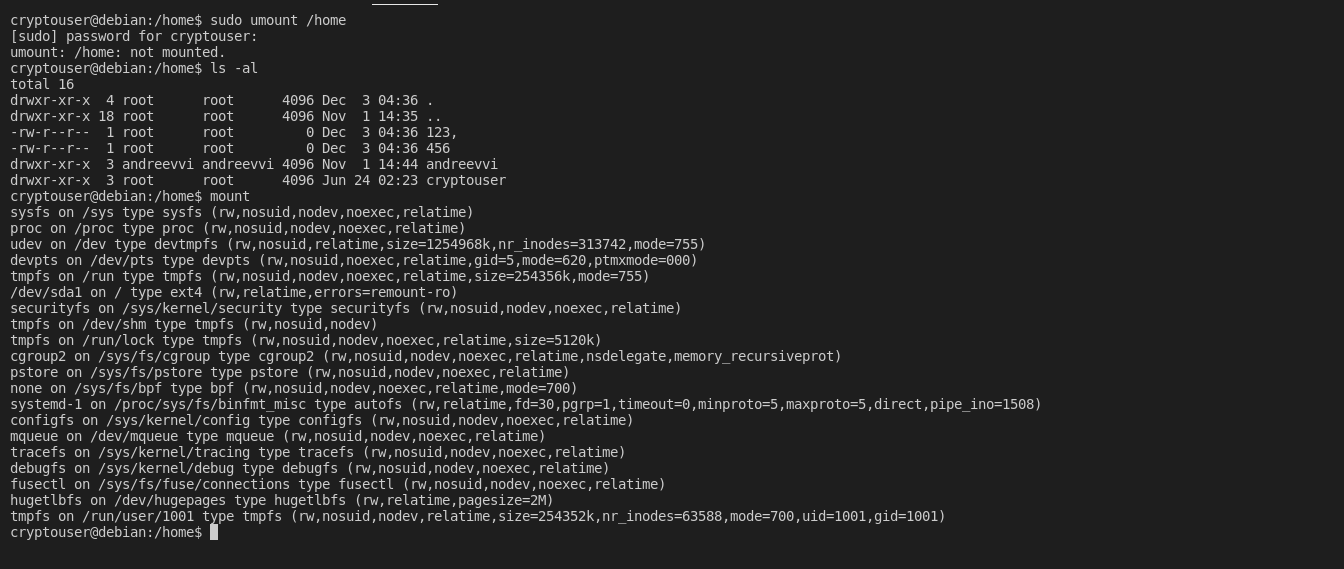 cryptouser@debian:/home$ sudo umount /home
[sudo] password for cryptouser:
umount: /home: not mounted.
cryptouser@debian:/home$ ls -al
total 16
drwxr-xr-x  4 root      root      4096 Dec  3 04:36 .
drwxr-xr-x 18 root      root      4096 Nov  1 14:35 ..
-rw-r--r--  1 root      root         0 Dec  3 04:36 123,
-rw-r--r--  1 root      root         0 Dec  3 04:36 456
drwxr-xr-x  3 andreevvi andreevvi 4096 Nov  1 14:44 andreevvi
drwxr-xr-x  3 root      root      4096 Jun 24 02:23 cryptouser
cryptouser@debian:/home$ mount
sysfs on /sys type sysfs (rw,nosuid,nodev,noexec,relatime)
proc on /proc type proc (rw,nosuid,nodev,noexec,relatime)
udev on /dev type devtmpfs (rw,nosuid,relatime,size=1254968k,nr_inodes=313742,mode=755)
devpts on /dev/pts type devpts (rw,nosuid,noexec,relatime,gid=5,mode=620,ptmxmode=000)
tmpfs on /run type tmpfs (rw,nosuid,nodev,noexec,relatime,size=254356k,mode=755)
/dev/sda1 on / type ext4 (rw,relatime,errors=remount-ro)
securityfs on /sys/kernel/security type securityfs (rw,nosuid,nodev,noexec,relatime)
tmpfs on /dev/shm type tmpfs (rw,nosuid,nodev)
tmpfs on /run/lock type tmpfs (rw,nosuid,nodev,noexec,relatime,size=5120k)
cgroup2 on /sys/fs/cgroup type cgroup2 (rw,nosuid,nodev,noexec,relatime,nsdelegate,memory_recursiveprot)
pstore on /sys/fs/pstore type pstore (rw,nosuid,nodev,noexec,relatime)
none on /sys/fs/bpf type bpf (rw,nosuid,nodev,noexec,relatime,mode=700)
systemd-1 on /proc/sys/fs/binfmt_misc type autofs (rw,relatime,fd=30,pgrp=1,timeout=0,minproto=5,maxproto=5,direct,pipe_ino=1508)
configfs on /sys/kernel/config type configfs (rw,nosuid,nodev,noexec,relatime)
mqueue on /dev/mqueue type mqueue (rw,nosuid,nodev,noexec,relatime)
tracefs on /sys/kernel/tracing type tracefs (rw,nosuid,nodev,noexec,relatime)
debugfs on /sys/kernel/debug type debugfs (rw,nosuid,nodev,noexec,relatime)
fusectl on /sys/fs/fuse/connections type fusectl (rw,nosuid,nodev,noexec,relatime)
hugetlbfs on /dev/hugepages type hugetlbfs (rw,relatime,pagesize=2M)
tmpfs on /run/user/1001 type tmpfs (rw,nosuid,nodev,relatime,size=254352k,nr_inodes=63588,mode=700,uid=1001,gid=1001)
cryptouser@debian:/home$